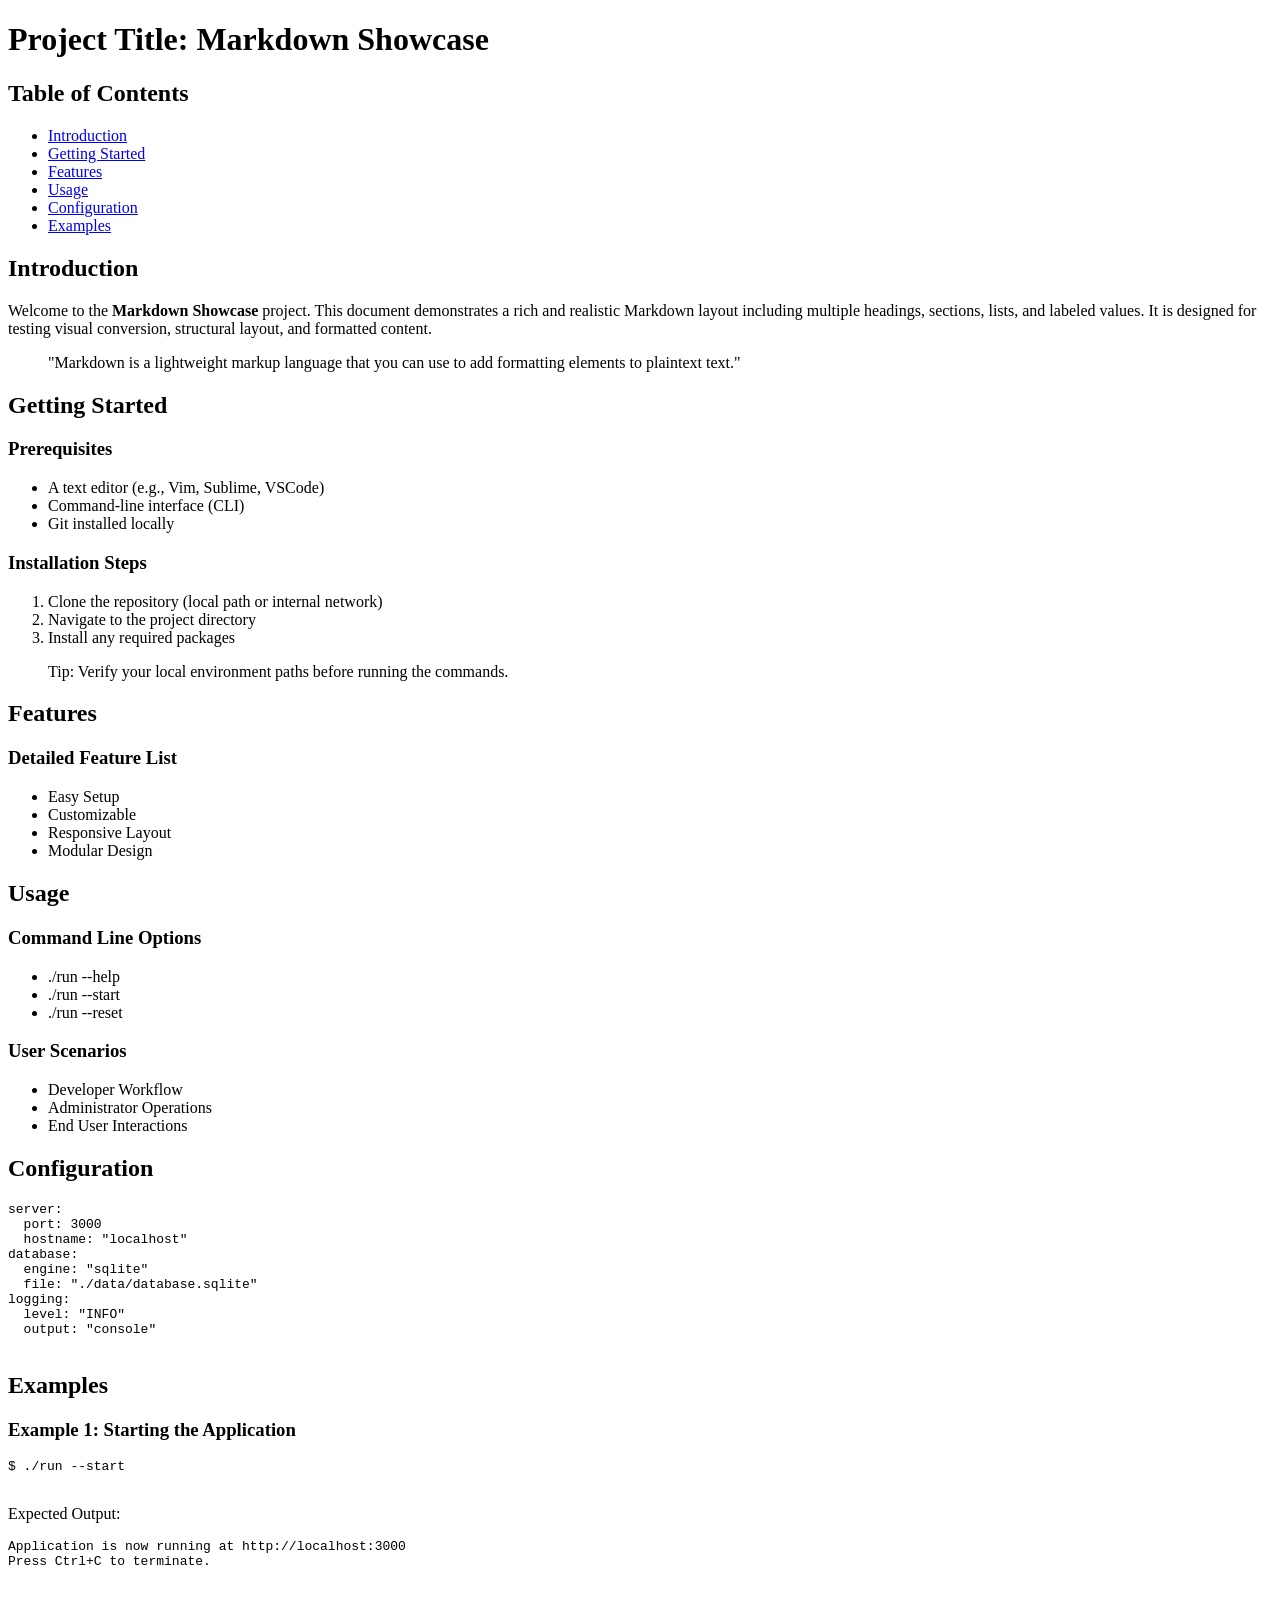 Project Title: Markdown Showcase
Table of Contents
Introduction
Getting Started
Features
Usage
Configuration
Examples
Introduction
Welcome to the Markdown Showcase project. This document demonstrates a rich and realistic Markdown layout including multiple headings, sections, lists, and labeled values. It is designed for
testing visual conversion, structural layout, and formatted content.
"Markdown is a lightweight markup language that you can use to add formatting elements to plaintext text."
Getting Started
Prerequisites
A text editor (e.g., Vim, Sublime, VSCode)
Command-line interface (CLI)
Git installed locally
Installation Steps
1. Clone the repository (local path or internal network)
2. Navigate to the project directory
3. Install any required packages
Tip: Verify your local environment paths before running the commands.
Features
Detailed Feature List
Easy Setup
Customizable
Responsive Layout
Modular Design
Usage
Command Line Options
./run --help
./run --start
./run --reset
User Scenarios
Developer Workflow
Administrator Operations
End User Interactions
Configuration
server:
  port: 3000
  hostname: "localhost"
database:
  engine: "sqlite"
  file: "./data/database.sqlite"
logging:
  level: "INFO"
  output: "console"
Examples
Example 1: Starting the Application
$ ./run --start
Expected Output:
Application is now running at http://localhost:3000
Press Ctrl+C to terminate.